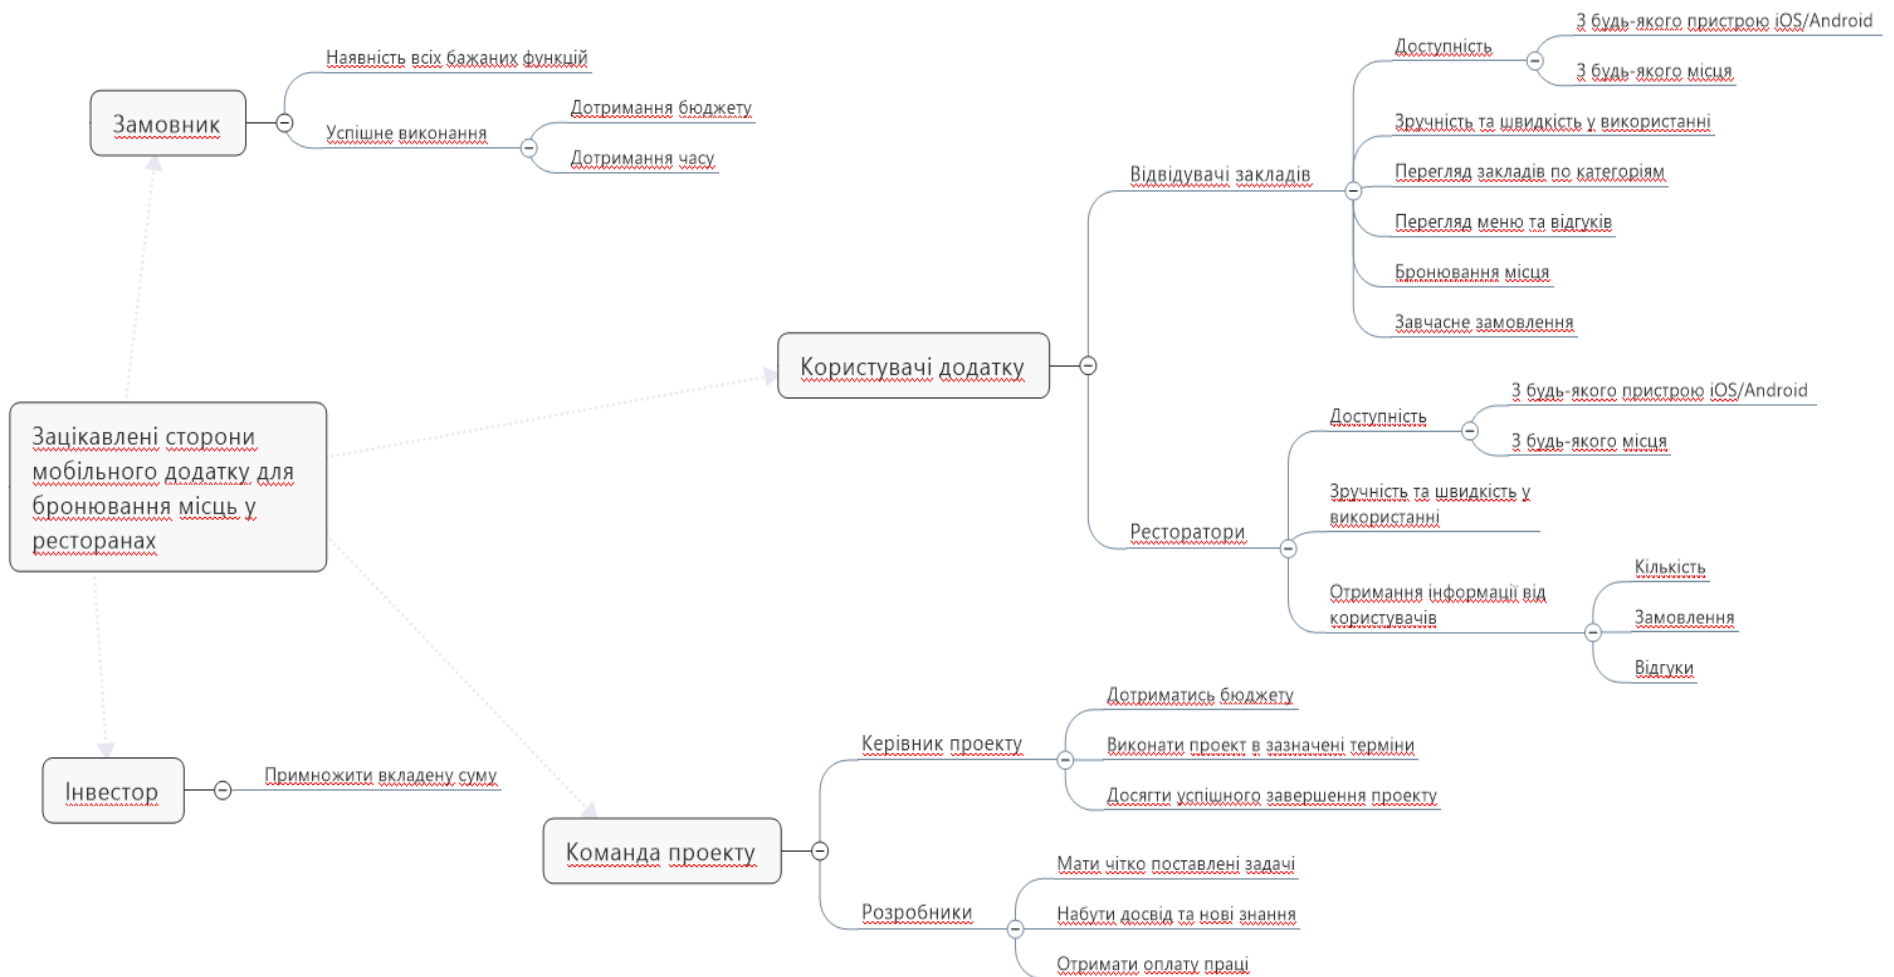 Замовник
Наявність всіх бажаних функцій
Успішне виконання
Дотримання бюджету
Дотримання часу
Зацікавлені сторони
мобільного додатку для
бронювання місць у
ресторанах
Користувачі додатку
Відвідувачі закладів
Доступність
З будь-якого пристрою iOS/Android
З будь-якого місця
Зручність та швидкість у використанні
Перегляд закладів по категоріям
Перегляд меню та відгуків
Бронювання місця
Завчасне замовлення
Ресторатори
Доступність
З будь-якого пристрою iOS/Android
З будь-якого місця
Зручність та швидкість у
використанні
Отримання інформації від
користувачів
Кількість
Замовлення
Відгуки
Інвестор
Примножити вкладену суму
Команда проекту
Керівник проекту
Дотриматись бюджету
Виконати проект в зазначені терміни
Досягти успішного завершення проекту
Розробники
Мати чітко поставлені задачі
Набути досвід та нові знання
Отримати оплату праці